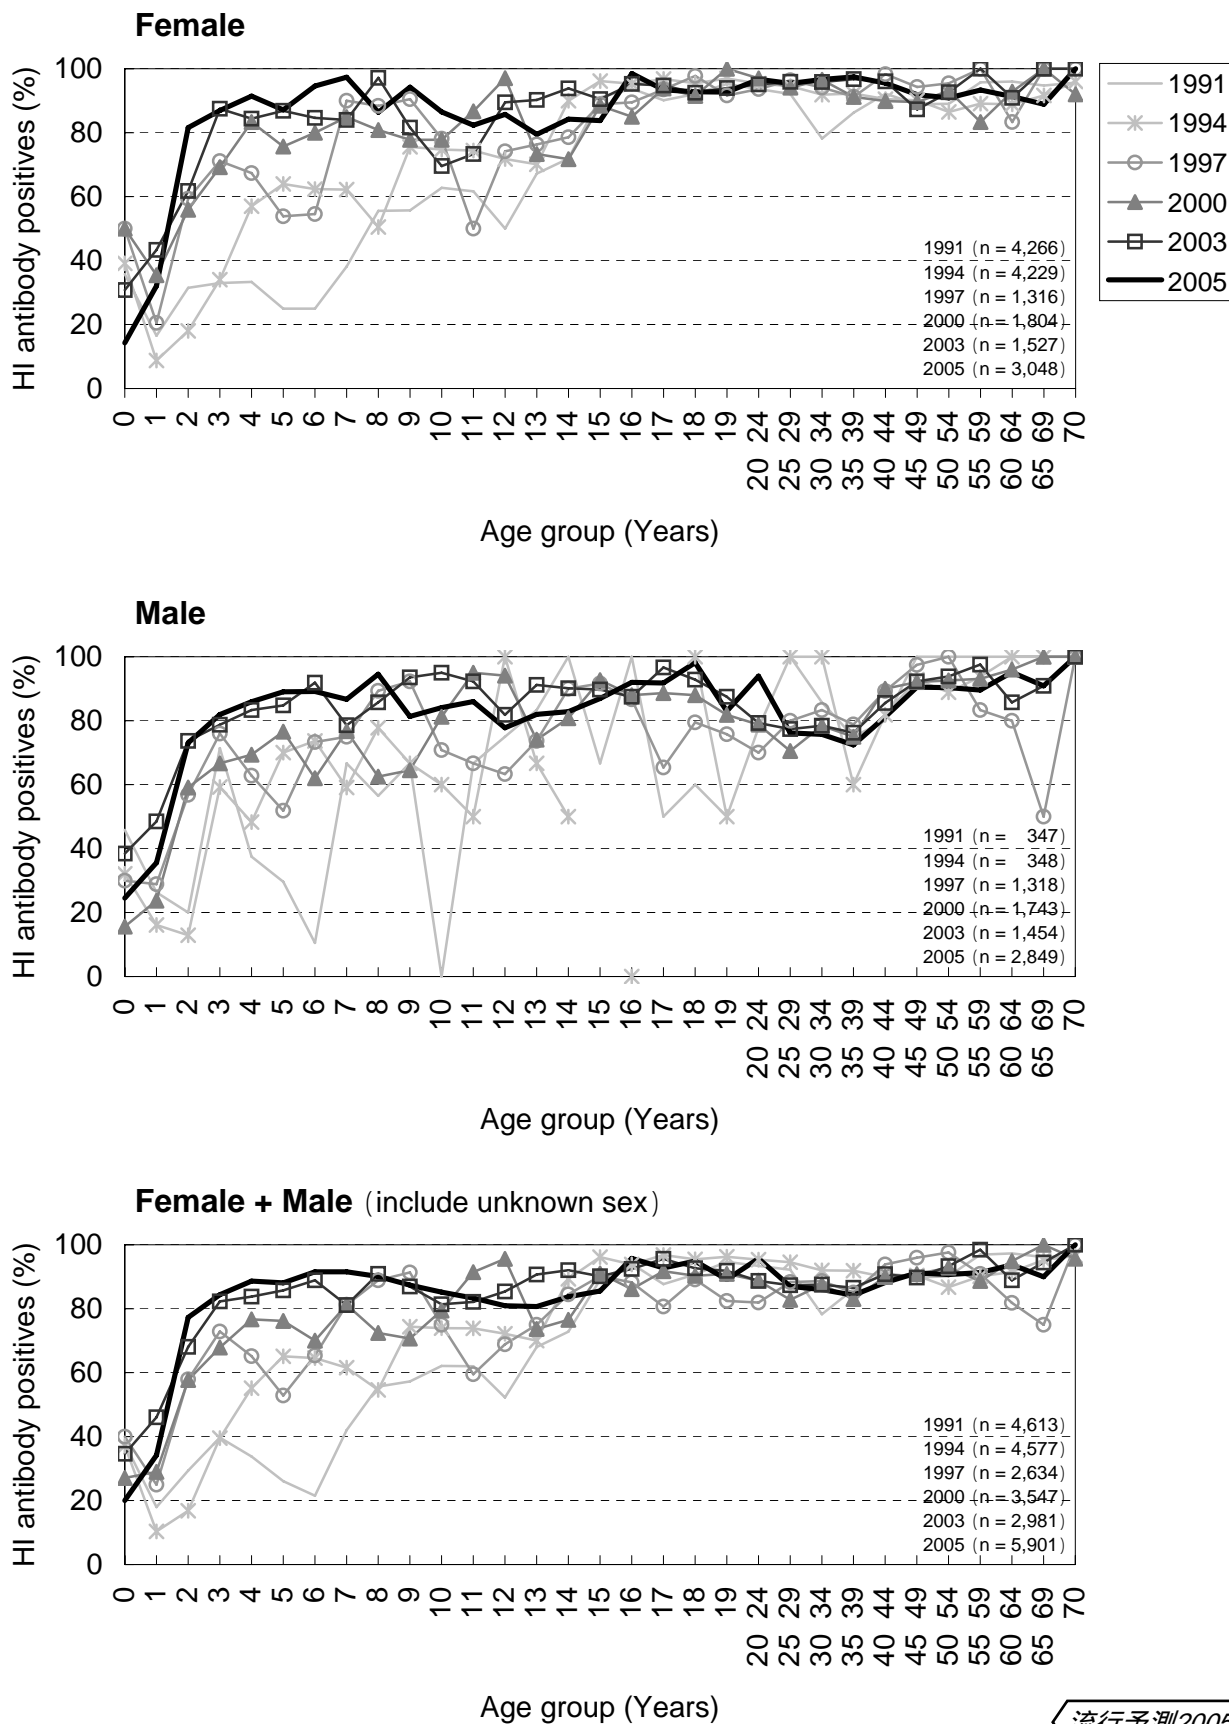 Female
HI antibody positives (%)
100
80
60
40
20
0
1991
1994
1997
2000
2003
2005
1991 (n = 4,266)
1994 (n = 4,229)
1997 (n = 1,316)
2000 (n = 1,804)
2003 (n = 1,527)
2005 (n = 3,048)
0 1 2 3 4 5 6 7 8 9 10 11 12 13 14 15 16 17 18 19 20 24 25 29 30 34 35 39 40 44 45 49 50 54 55 59 60 64 65 69 70
Age group (Years)
Male
HI antibody positives (%)
100
80
60
40
20
0
1991 (n = 347)
1994 (n = 348)
1997 (n = 1,318)
2000 (n = 1,743)
2003 (n = 1,454)
2005 (n = 2,849)
0 1 2 3 4 5 6 7 8 9 10 11 12 13 14 15 16 17 18 19 20 24 25 29 30 34 35 39 40 44 45 49 50 54 55 59 60 64 65 69 70
Age group (Years)
Female + Male (include unknown sex)
HI antibody positives (%)
100
80
60
40
20
0
1991 (n = 4,613)
1994 (n = 4,577)
1997 (n = 2,634)
2000 (n = 3,547)
2003 (n = 2,981)
2005 (n = 5,901)
0 1 2 3 4 5 6 7 8 9 10 11 12 13 14 15 16 17 18 19 20 24 25 29 30 34 35 39 40 44 45 49 50 54 55 59 60 64 65 69 70
Age group (Years)
流行予測2006